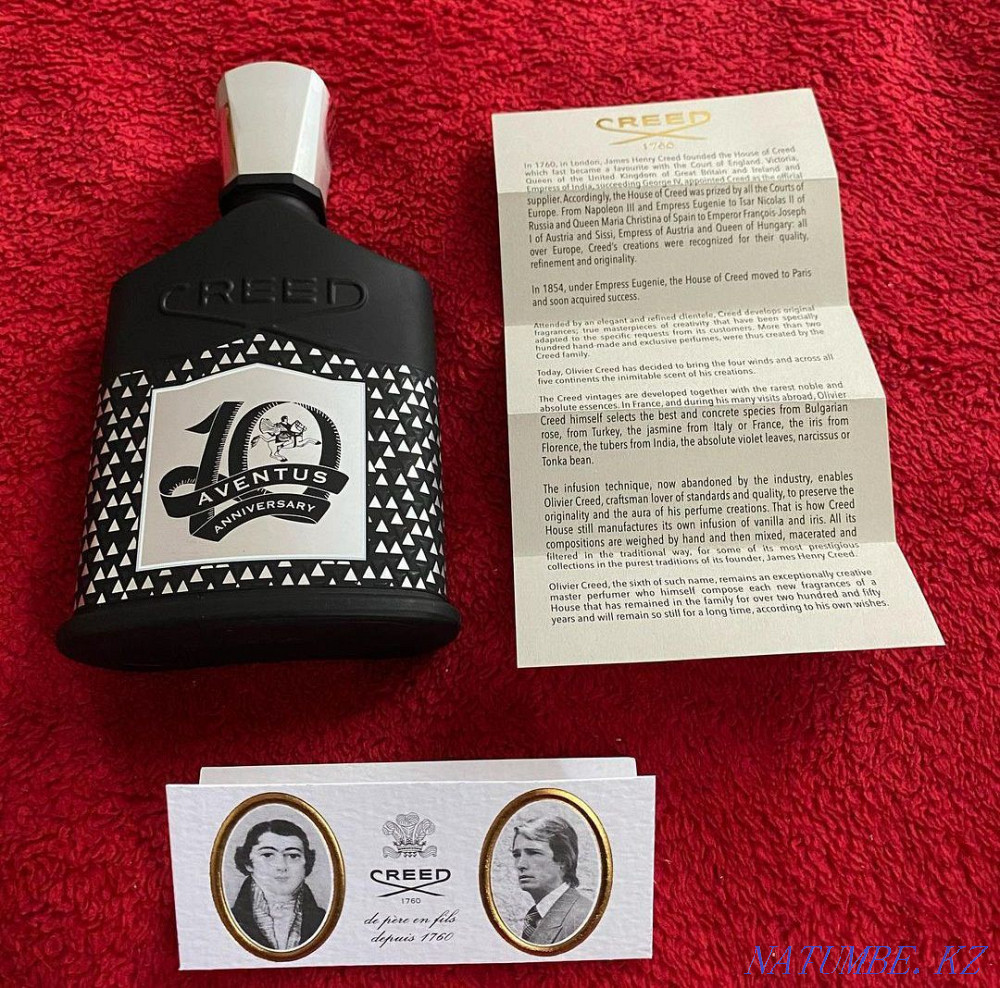 CREED
10
AVENTUS
ANNIVERSARY
CREED
1760
In 1760, in London, James Henry Creed founded the House of Creed
which fast became a favourite with the Court of England. Victoria,
Queen of the United Kingdom of Great Britain and Ireland and
Empress of India, succeeding George IV, appointed Creed as the official
supplier. Accordingly, the House of Creed was prized by all the Courts of
Europe. From Napoleon III and Empress Eugenie to Tsar Nicolas II of
Russia and Queen Maria Christina of Spain to Emperor François-Joseph
I of Austria and Sissi, Empress of Austria and Queen of Hungary: all
over Europe, Creed's creations were recognized for their quality,
refinement and originality.
In 1854, under Empress Eugenie, the House of Creed moved to Paris
and soon acquired success.
Attended by an elegant and refined clientele, Creed develops original
fragrances; true masterpieces of creativity that have been specially
adapted to the specific requests from its customers. More than two
hundred hand-made and exclusive perfumes, were thus created by the
Creed family.
Today, Olivier Creed has decided to bring the four winds and across all
five continents the inimitable scent of his creations.
The Creed vintages are developed together with the rarest noble and
absolute essences. In France, and during his many visits abroad, Olivier
Creed himself selects the best and concrete species from Bulgarian
rose, from Turkey, the jasmine from Italy or France, the iris from
Florence, the tubers from India, the absolute violet leaves, narcissus or
Tonka bean.
The infusion technique, now abandoned by the industry, enables
Olivier Creed, craftsman lover of standards and quality, to preserve the
originality and the aura of his perfume creations. That is how Creed
House still manufactures its own infusion of vanilla and iris. All its
compositions are weighed by hand and then mixed, macerated and
filtered in the traditional way, for some of its most prestigious
collections in the purest traditions of its founder, James Henry Creed.
Olivier Creed, the sixth of such name, remains an exceptionally creative
master perfumer who himself compose each new fragrances of a
House that has remained in the family for over two hundred and fifty
years and will remain so still for a long time, according to his own wishes.
CREED
1760
de père en fils
depuis 1760
NATUMBE.KZ